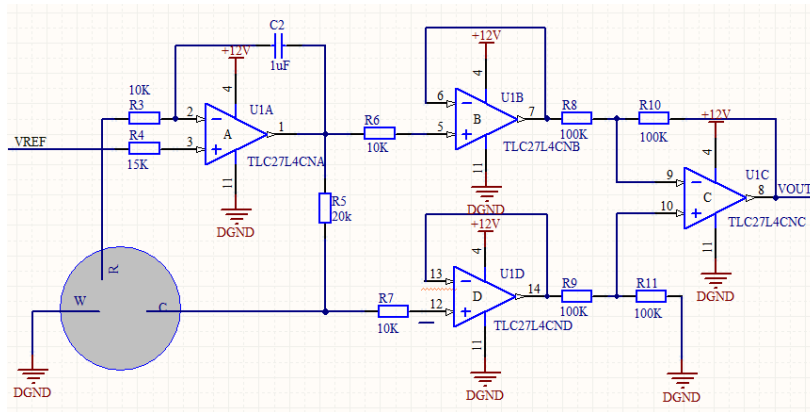 C2
+12V
1uF
10K
R3
4
2
U1A
A
1
R4
3
VREF
15K
TLC27L4CNA
11
DGND
R5
20k
R
W
C
DGND
R6
10K
+12V
4
6
U1B
B
7
5
TLC27L4CNB
11
DGND
R8
100K
R10
100K
+12V
4
9
U1C
C
8
VOUT
10
TLC27L4CNC
11
DGND
+12V
4
13
U1D
D
14
R7
12
10K
TLC27L4CND
11
DGND
R9
100K
R11
100K
DGND